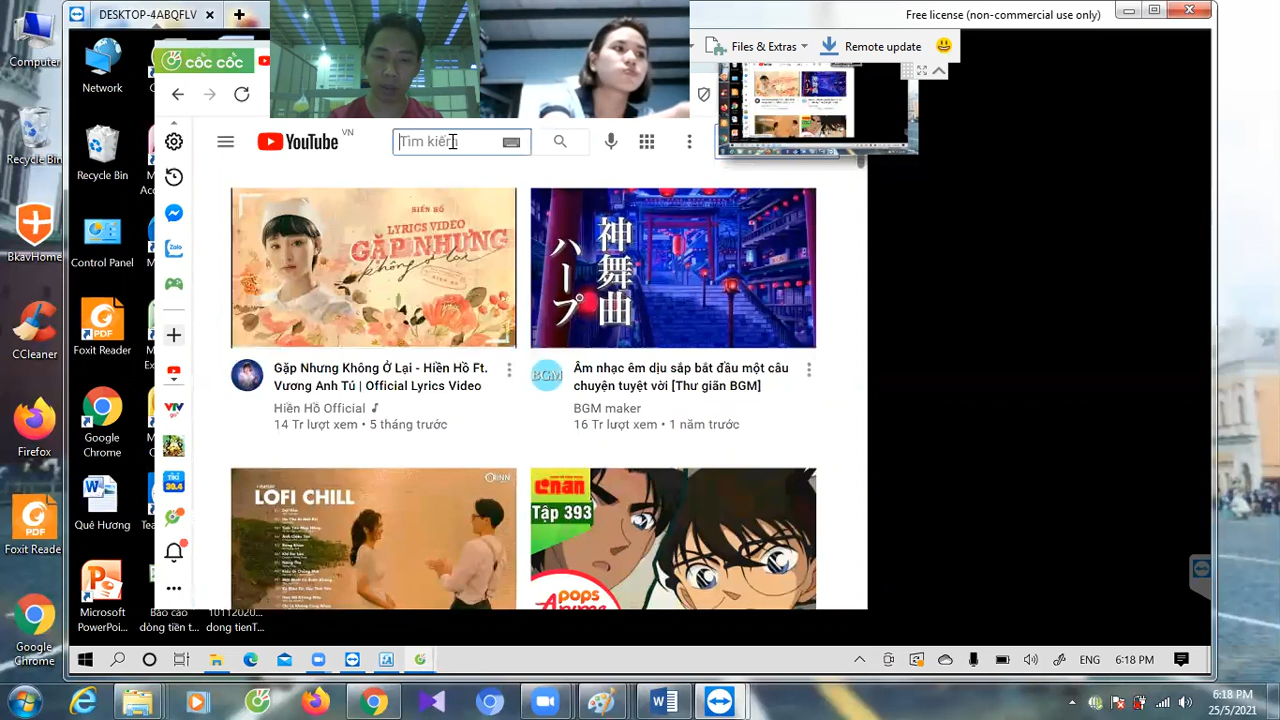 DESKTOP-4ABQFLV
Free license (non-commercial use only)
Files & Extras
Remote update
CỐC CỐC
YouTube
VN
Tìm kiếm
Computer
Recycle Bin
Control Panel
BkavHome
Foxit Reader
CCleaner
Google
Chrome
Firefox
Quê Hương
Microsoft
PowerPoi...
Báo cáo
dòng tiền t...
10112020...
dong tienT...
Google
Chrome
HIỀN HỒ
LYRICS VIDEO
GẶP NHƯNG
không ở lại
神舞曲
ハープ
Gặp Nhưng Không Ở Lại - Hiền Hồ Ft.
Vương Anh Tú | Official Lyrics Video
Hiền Hồ Official
14 Tr lượt xem • 5 tháng trước
BGM
Âm nhạc êm dịu sắp bắt đầu một câu
chuyện tuyệt vời [Thư giãn BGM]
BGM maker
16 Tr lượt xem • 1 năm trước
LOFI CHILL
Conan
Tập 393
POPS
Anime
VTV
go
Zalo
TIKI
30.4
ENG
6:18 PM
6:18 PM
25/5/2021